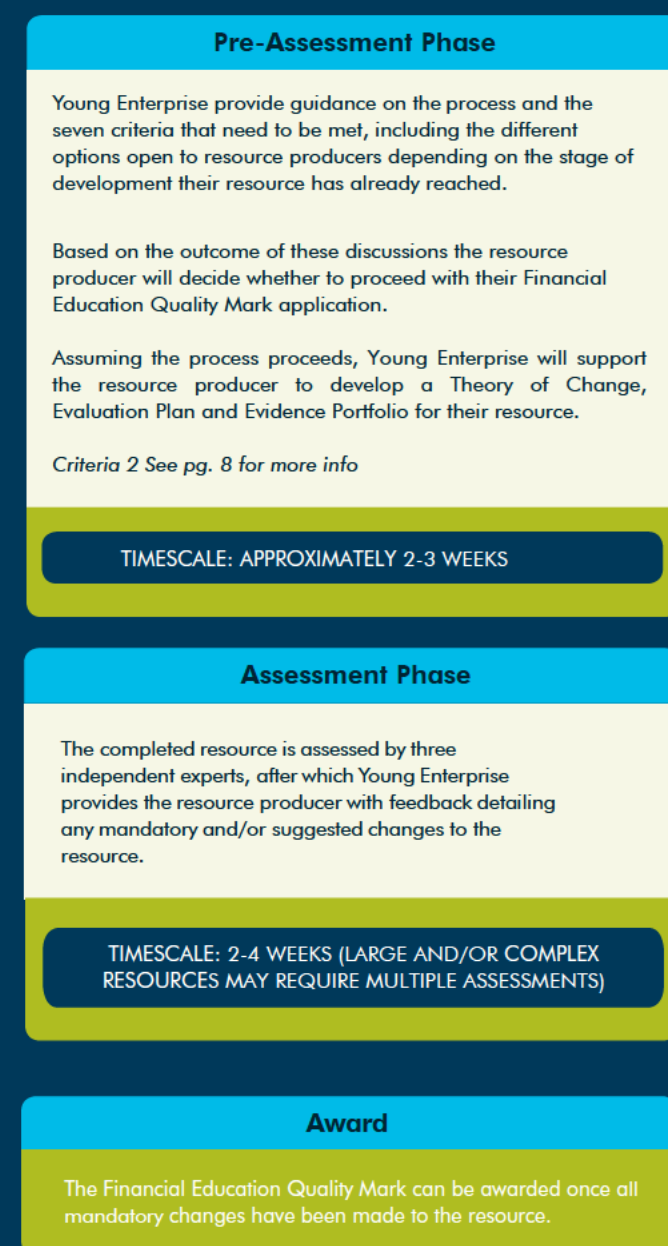 Pre-Assessment Phase
Young Enterprise provide guidance on the process and the
seven criteria that need to be met, including the different
options open to resource producers depending on the stage of
development their resource has already reached.
Based on the outcome of these discussions the resource
producer will decide whether to proceed with their Financial
Education Quality Mark application.
Assuming the process proceeds, Young Enterprise will support
the resource producer to develop a Theory of Change,
Evaluation Plan and Evidence Portfolio for their resource.
Criteria 2 See pg. 8 for more info
TIMESCALE: APPROXIMATELY 2-3 WEEKS
Assessment Phase
The completed resource is assessed by three
independent experts, after which Young Enterprise
provides the resource producer with feedback detailing
any mandatory and/or suggested changes to the
resource.
TIMESCALE: 2-4 WEEKS (LARGE AND/OR COMPLEX
RESOURCES MAY REQUIRE MULTIPLE ASSESSMENTS)
Award
The Financial Education Quality Mark can be awarded once all
mandatory changes have been made to the resource.